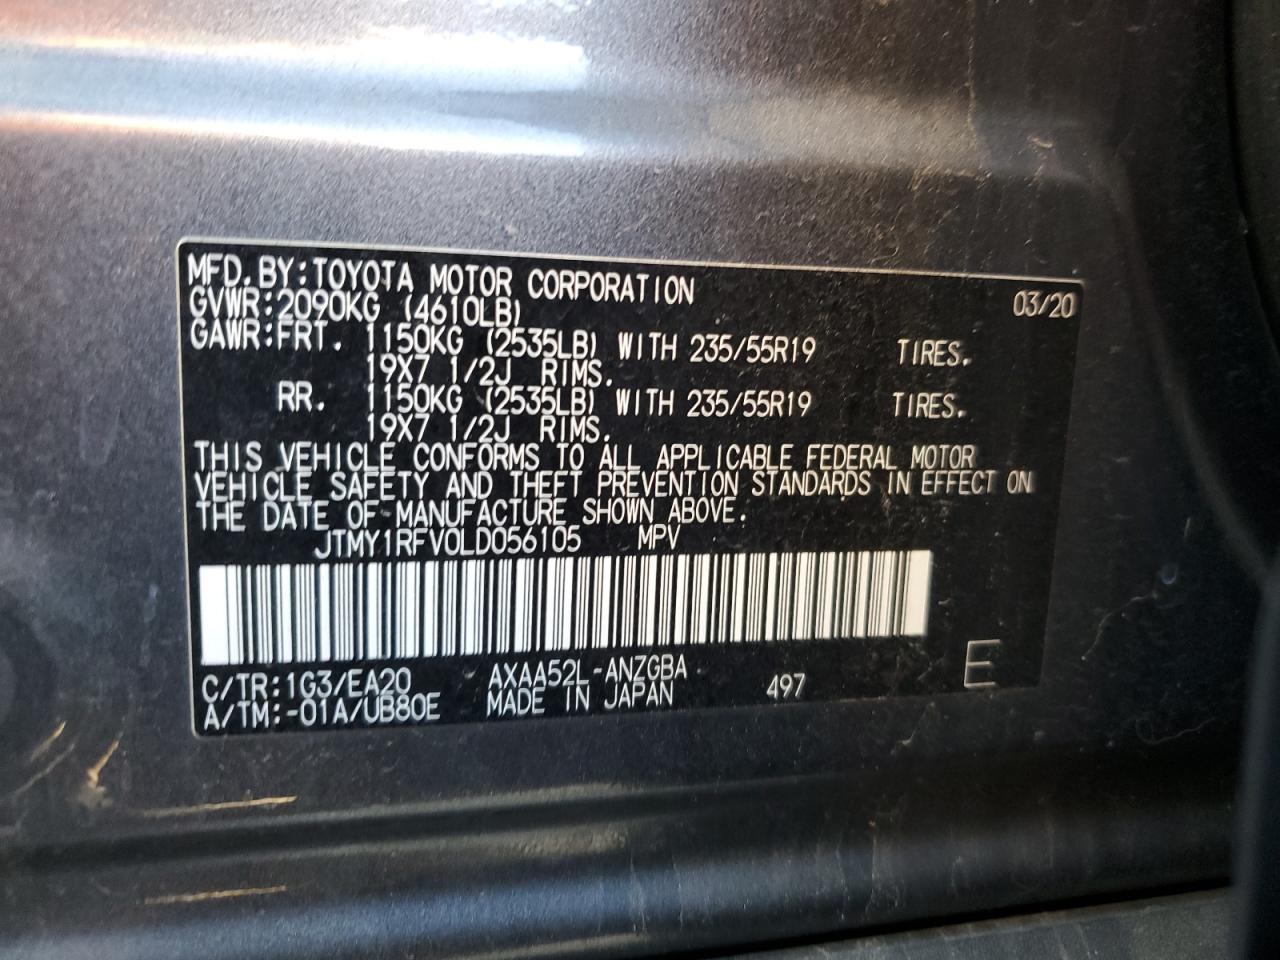 MFD.BY:TOYOTA MOTOR CORPORATION 03/20
GVWR:2090KG (4610LB)
GAWR:FRT. 1150KG (2535LB) WITH 235/55R19 TIRES.
19X7 1/2J RIMS.
RR. 1150KG (2535LB) WITH 235/55R19 TIRES.
19X7 1/2J RIMS.
THIS VEHICLE CONFORMS TO ALL APPLICABLE FEDERAL MOTOR
VEHICLE SAFETY AND THEFT PREVENTION STANDARDS IN EFFECT ON
THE DATE OF MANUFACTURE SHOWN ABOVE.
JTMY1RFV0LD056105 MPV
C/TR:1G3/EA20 AXAA52L-ANZGBA 497 E
A/TM:-01A/UB80E MADE IN JAPAN